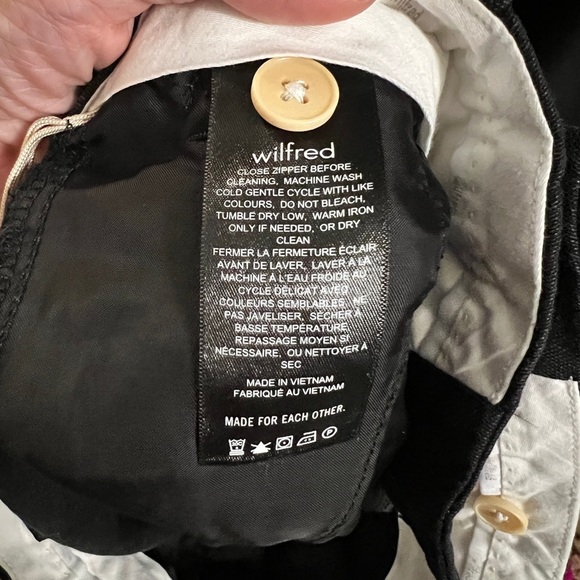 wilfred
CLOSE ZIPPER BEFORE
CLEANING, MACHINE WASH
COLD GENTLE CYCLE WITH LIKE
COLOURS, DO NOT BLEACH,
TUMBLE DRY LOW, WARM IRON
ONLY IF NEEDED, OR DRY
CLEAN
FERMER LA FERMETURE ÉCLAIR
AVANT DE LAVER, LAVER À LA
MACHINE À L'EAU FROIDE AU
CYCLE DÉLICAT AVEC
COULEURS SEMBLABLES, NE
PAS JAVELISER, SÉCHER À
BASSE TEMPÉRATURE,
REPASSAGE MOYEN SI
NÉCESSAIRE, OU NETTOYER À
SEC
MADE IN VIETNAM
FABRIQUÉ AU VIETNAM
MADE FOR EACH OTHER.